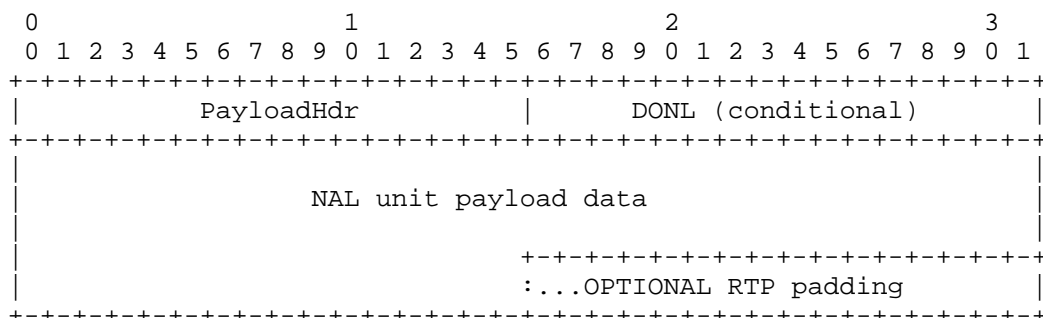 0                   1                   2                   3
 0 1 2 3 4 5 6 7 8 9 0 1 2 3 4 5 6 7 8 9 0 1 2 3 4 5 6 7 8 9 0 1
+-+-+-+-+-+-+-+-+-+-+-+-+-+-+-+-+-+-+-+-+-+-+-+-+-+-+-+-+-+-+-+-+
|           PayloadHdr          |      DONL (conditional)       |
+-+-+-+-+-+-+-+-+-+-+-+-+-+-+-+-+-+-+-+-+-+-+-+-+-+-+-+-+-+-+-+-+
|                                                               |
|                  NAL unit payload data                        |
|                                                               |
|                               +-+-+-+-+-+-+-+-+-+-+-+-+-+-+-+-+
|                               :...OPTIONAL RTP padding        |
+-+-+-+-+-+-+-+-+-+-+-+-+-+-+-+-+-+-+-+-+-+-+-+-+-+-+-+-+-+-+-+-+